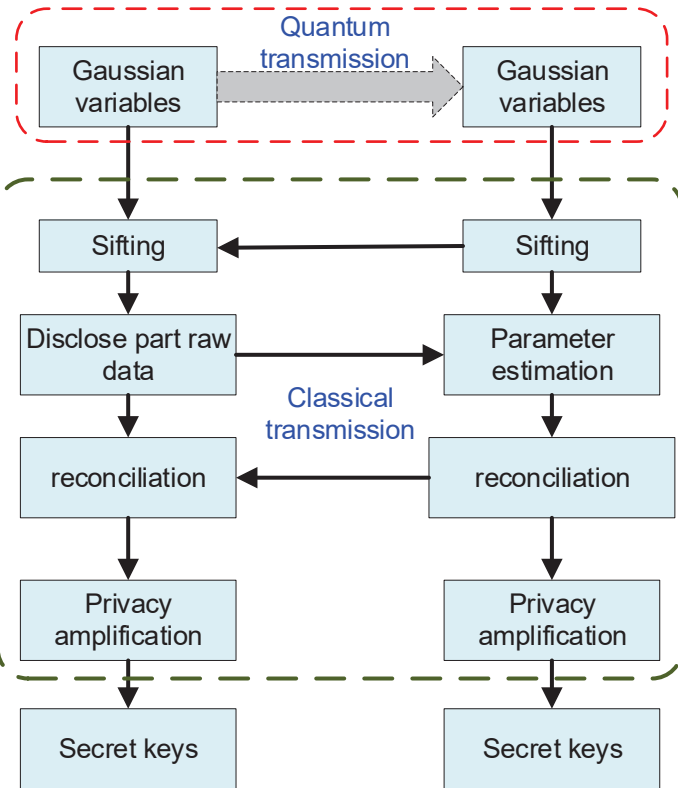 Quantum
transmission
Gaussian
variables
Gaussian
variables
Sifting
Sifting
Disclose part raw
data
Parameter
estimation
Classical
transmission
reconciliation
reconciliation
Privacy
amplification
Privacy
amplification
Secret keys
Secret keys